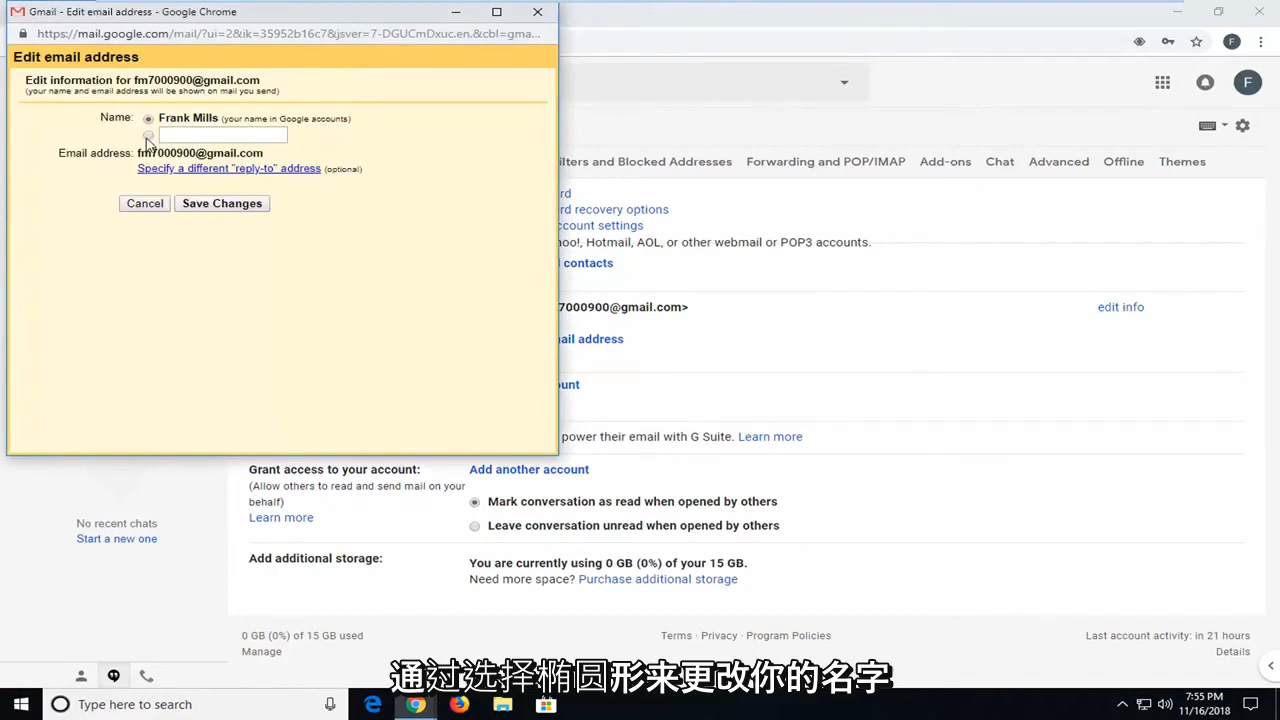 Gmail - Edit email address - Google Chrome
https://mail.google.com/mail/?ui=2&ik=35952b16c7&jsver=7-DGUCmDxuc.en.&cbl=gma...
Edit email address
Edit information for fm7000900@gmail.com
(your name and email address will be shown on mail you send)
Name: Frank Mills (your name in Google accounts)
Email address: fm7000900@gmail.com
Specify a different "reply-to" address (optional)
Cancel Save Changes
F
F
ilters and Blocked Addresses Forwarding and POP/IMAP Add-ons Chat Advanced Offline Themes
rd
rd recovery options
ccount settings
hoo!, Hotmail, AOL, or other webmail or POP3 accounts.
contacts
7000900@gmail.com> edit info
ail address
ount
power their email with G Suite. Learn more
Grant access to your account: Add another account
(Allow others to read and send mail on your behalf)
Learn more
Mark conversation as read when opened by others
Leave conversation unread when opened by others
No recent chats
Start a new one
Add additional storage: You are currently using 0 GB (0%) of your 15 GB.
Need more space? Purchase additional storage
0 GB (0%) of 15 GB used Terms · Privacy · Program Policies Last account activity: in 21 hours
Manage Details
通过选择椭圆形来更改你的名字
Type here to search 7:55 PM
11/16/2018